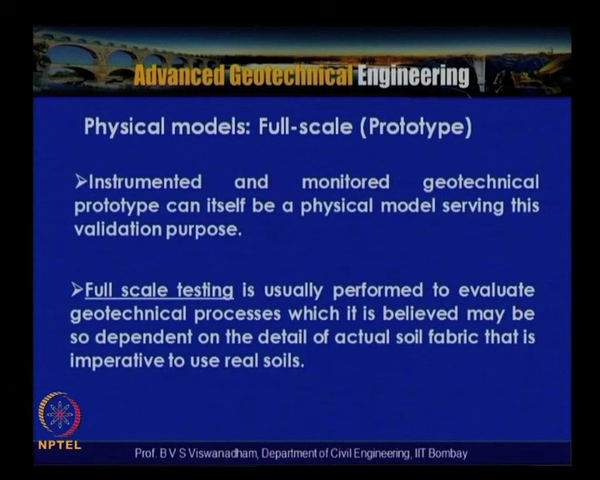 Advanced Geotechnical Engineering
Physical models: Full-scale (Prototype)
➢Instrumented and monitored geotechnical
prototype can itself be a physical model serving this
validation purpose.
➢Full scale testing is usually performed to evaluate
geotechnical processes which it is believed may be
so dependent on the detail of actual soil fabric that is
imperative to use real soils.
NPTEL
Prof. B V S Viswanadham, Department of Civil Engineering, IIT Bombay